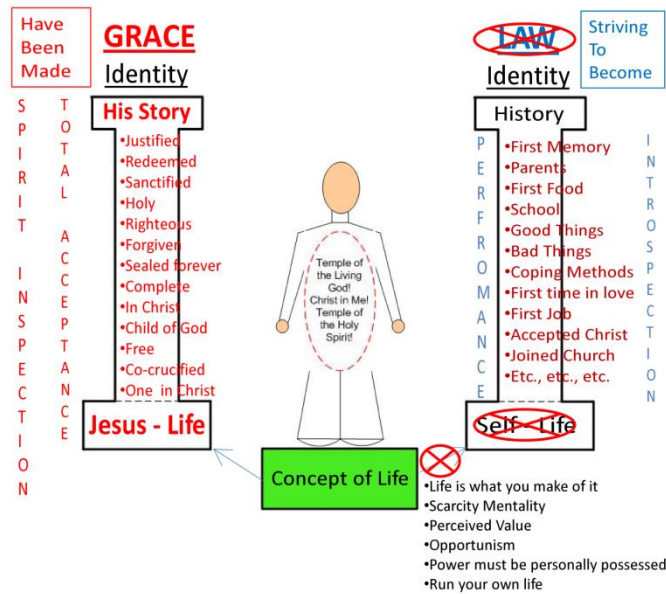 Have
Been
Made
GRACE
Identity
His Story
•Justified
•Redeemed
•Sanctified
•Holy
•Righteous
•Forgiven
•Sealed forever
•Complete
•In Christ
•Child of God
•Free
•Co-crucified
•One in Christ
Jesus - Life
SPIRIT INSPECTION
TOTAL ACCEPTANCE
Temple of
the Living
God!
Christ in Me!
Temple of
the Holy
Spirit!
Concept of Life
LAW
Identity
Striving
To
Become
History
•First Memory
•Parents
•First Food
•School
•Good Things
•Bad Things
•Coping Methods
•First time in love
•First Job
•Accepted Christ
•Joined Church
•Etc., etc., etc.
Self - Life
PERFROMANCE
INTROSPECTION
•Life is what you make of it
•Scarcity Mentality
•Perceived Value
•Opportunism
•Power must be personally possessed
•Run your own life